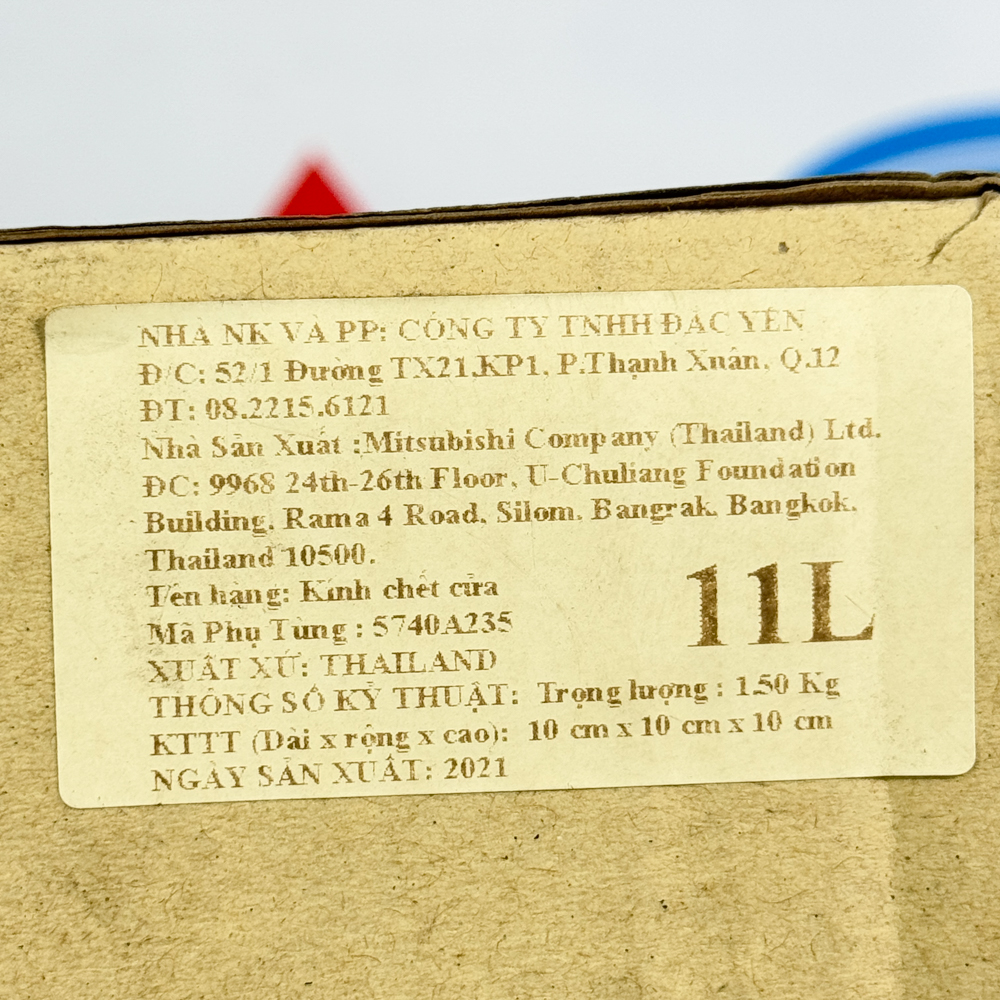 NHÀ NK VÀ PP: CÔNG TY TNHH ĐẮC YẾN
Đ/C: 52/1 Đường TX21,KP1, P.Thạnh Xuân, Q.12
ĐT: 08.2215.6121
Nhà Sản Xuất :Mitsubishi Company (Thailand) Ltd.
ĐC: 9968 24th-26th Floor, U-Chuliang Foundation
Building, Rama 4 Road, Silom, Bangrak, Bangkok,
Thailand 10500.
Tên hàng: Kính chết cửa
Mã Phụ Tùng : 5740A235
11L
XUẤT XỨ: THAILAND
THÔNG SỐ KỸ THUẬT: Trọng lượng : 1.50 Kg
KTTT (Dài x rộng x cao): 10 cm x 10 cm x 10 cm
NGÀY SẢN XUẤT: 2021